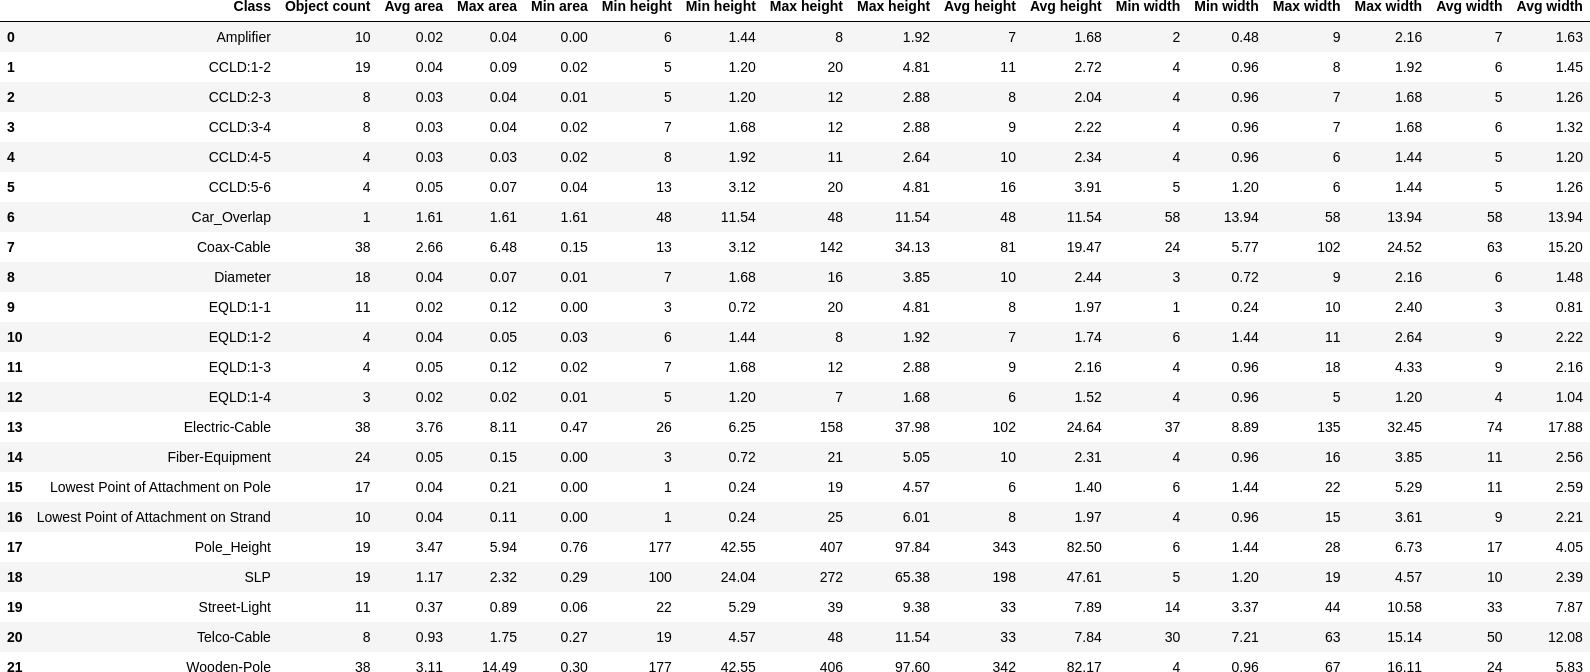 Class Object count Avg area Max area Min area Min height Min height Max height Max height Avg height Avg height Min width Min width Max width Max width Avg width Avg width
0 Amplifier 10 0.02 0.04 0.00 6 1.44 8 1.92 7 1.68 2 0.48 9 2.16 7 1.63
1 CCLD:1-2 19 0.04 0.09 0.02 5 1.20 20 4.81 11 2.72 4 0.96 8 1.92 6 1.45
2 CCLD:2-3 8 0.03 0.04 0.01 5 1.20 12 2.88 8 2.04 4 0.96 7 1.68 5 1.26
3 CCLD:3-4 8 0.03 0.04 0.02 7 1.68 12 2.88 9 2.22 4 0.96 7 1.68 6 1.32
4 CCLD:4-5 4 0.03 0.03 0.02 8 1.92 11 2.64 10 2.34 4 0.96 6 1.44 5 1.20
5 CCLD:5-6 4 0.05 0.07 0.04 13 3.12 20 4.81 16 3.91 5 1.20 6 1.44 5 1.26
6 Car_Overlap 1 1.61 1.61 1.61 48 11.54 48 11.54 48 11.54 58 13.94 58 13.94 58 13.94
7 Coax-Cable 38 2.66 6.48 0.15 13 3.12 142 34.13 81 19.47 24 5.77 102 24.52 63 15.20
8 Diameter 18 0.04 0.07 0.01 7 1.68 16 3.85 10 2.44 3 0.72 9 2.16 6 1.48
9 EQLD:1-1 11 0.02 0.12 0.00 3 0.72 20 4.81 8 1.97 1 0.24 10 2.40 3 0.81
10 EQLD:1-2 4 0.04 0.05 0.03 6 1.44 8 1.92 7 1.74 6 1.44 11 2.64 9 2.22
11 EQLD:1-3 4 0.05 0.12 0.02 7 1.68 12 2.88 9 2.16 4 0.96 18 4.33 9 2.16
12 EQLD:1-4 3 0.02 0.02 0.01 5 1.20 7 1.68 6 1.52 4 0.96 5 1.20 4 1.04
13 Electric-Cable 38 3.76 8.11 0.47 26 6.25 158 37.98 102 24.64 37 8.89 135 32.45 74 17.88
14 Fiber-Equipment 24 0.05 0.15 0.00 3 0.72 21 5.05 10 2.31 4 0.96 16 3.85 11 2.56
15 Lowest Point of Attachment on Pole 17 0.04 0.21 0.00 1 0.24 19 4.57 6 1.40 6 1.44 22 5.29 11 2.59
16 Lowest Point of Attachment on Strand 10 0.04 0.11 0.00 1 0.24 25 6.01 8 1.97 4 0.96 15 3.61 9 2.21
17 Pole_Height 19 3.47 5.94 0.76 177 42.55 407 97.84 343 82.50 6 1.44 28 6.73 17 4.05
18 SLP 19 1.17 2.32 0.29 100 24.04 272 65.38 198 47.61 5 1.20 19 4.57 10 2.39
19 Street-Light 11 0.37 0.89 0.06 22 5.29 39 9.38 33 7.89 14 3.37 44 10.58 33 7.87
20 Telco-Cable 8 0.93 1.75 0.27 19 4.57 48 11.54 33 7.84 30 7.21 63 15.14 50 12.08
21 Wooden-Pole 38 3.11 14.49 0.30 177 42.55 406 97.60 342 82.17 4 0.96 67 16.11 24 5.83